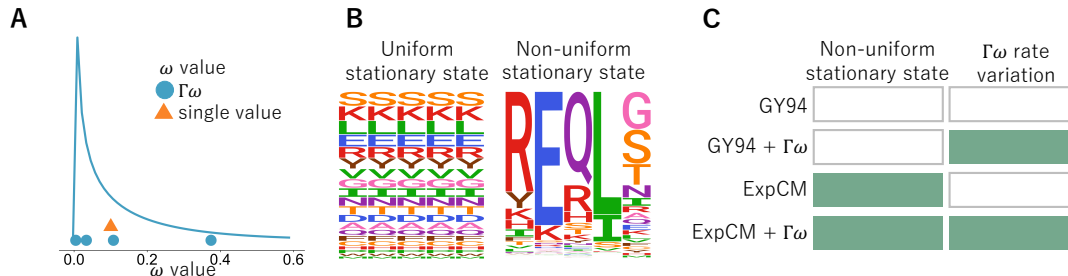 A
ω value
Γω
single value
0.0
0.2
0.4
0.6
ω value
B
Uniform
stationary state
Non-uniform
stationary state
S S S S S
K K K K K
L L L L L
E E E E E
R R R R R
Y Y Y Y Y
V V V V V
G G G G G
I I I I I
N N N N N
T T T T T
D D D D D
A A A A A
R E Q L G
Y K R I S
T
N
C
Non-uniform
stationary state
Γω rate
variation
GY94
GY94 + Γω
ExpCM
ExpCM + Γω